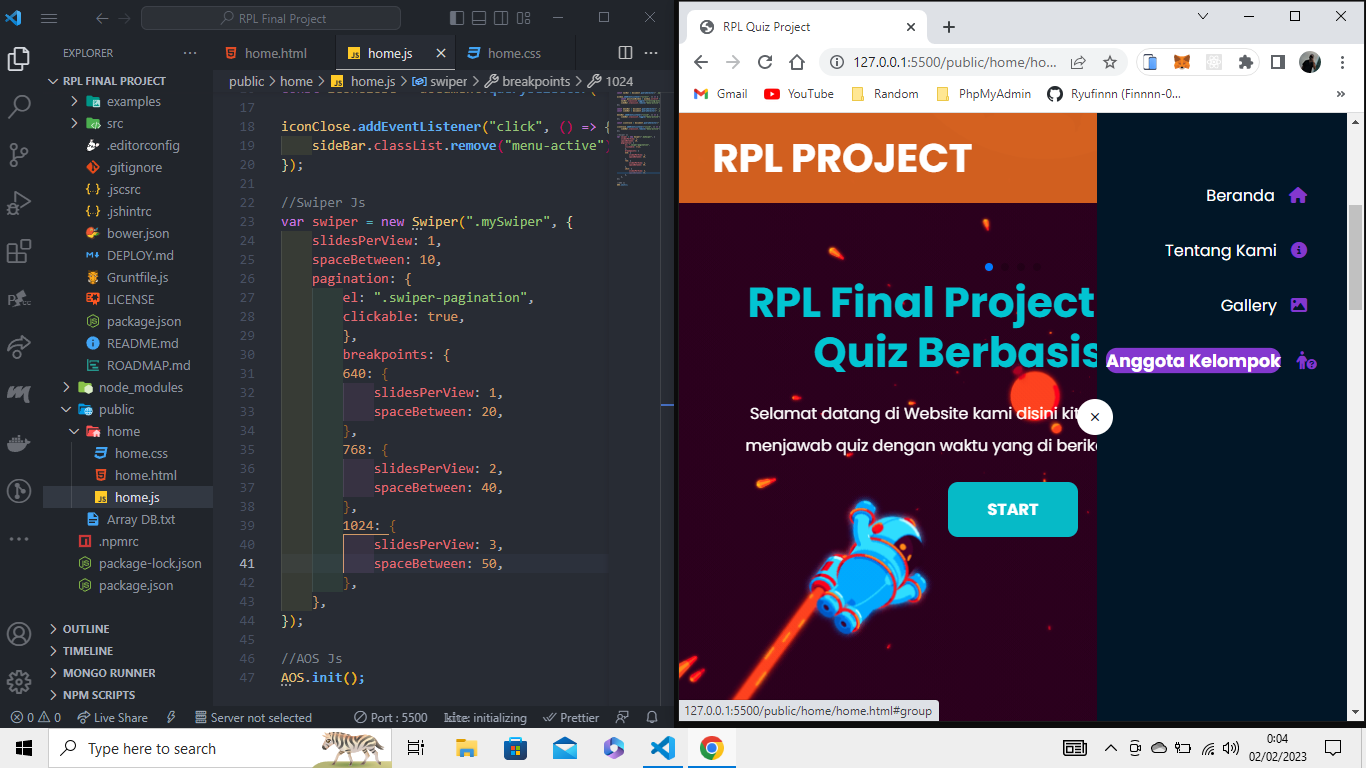 RPL Final Project
EXPLORER
RPL FINAL PROJECT
examples
src
.editorconfig
.gitignore
.jscsrc
.jshintrc
bower.json
DEPLOY.md
Gruntfile.js
LICENSE
package.json
README.md
ROADMAP.md
node_modules
public
home
home.css
home.html
home.js
Array DB.txt
.npmrc
package-lock.json
package.json
OUTLINE
TIMELINE
MONGO RUNNER
NPM SCRIPTS
home.html
home.js
home.css
public > home > home.js > swiper > breakpoints > 1024
17
18 iconClose.addEventListener("click", () => {
19 sideBar.classList.remove("menu-active")
20 });
21
22 //Swiper Js
23 var swiper = new Swiper(".mySwiper", {
24 slidesPerView: 1,
25 spaceBetween: 10,
26 pagination: {
27 el: ".swiper-pagination",
28 clickable: true,
29 },
30 breakpoints: {
31 640: {
32 slidesPerView: 1,
33 spaceBetween: 20,
34 },
35 768: {
36 slidesPerView: 2,
37 spaceBetween: 40,
38 },
39 1024: {
40 slidesPerView: 3,
41 spaceBetween: 50,
42 },
43 },
44 });
45
46 //AOS Js
47 AOS.init();
0 0 Live Share Server not selected Port : 5500 kite: initializing Prettier
RPL Quiz Project
127.0.0.1:5500/public/home/ho...
Gmail YouTube Random PhpMyAdmin Ryufinnn (Finnnn-0...
RPL PROJECT
Beranda
Tentang Kami
Gallery
Anggota Kelompok
RPL Final Project
Quiz Berbasis
Selamat datang di Website kami disini kit
menjawab quiz dengan waktu yang di berik
START
127.0.0.1:5500/public/home/home.html#group
Type here to search
0:04
02/02/2023